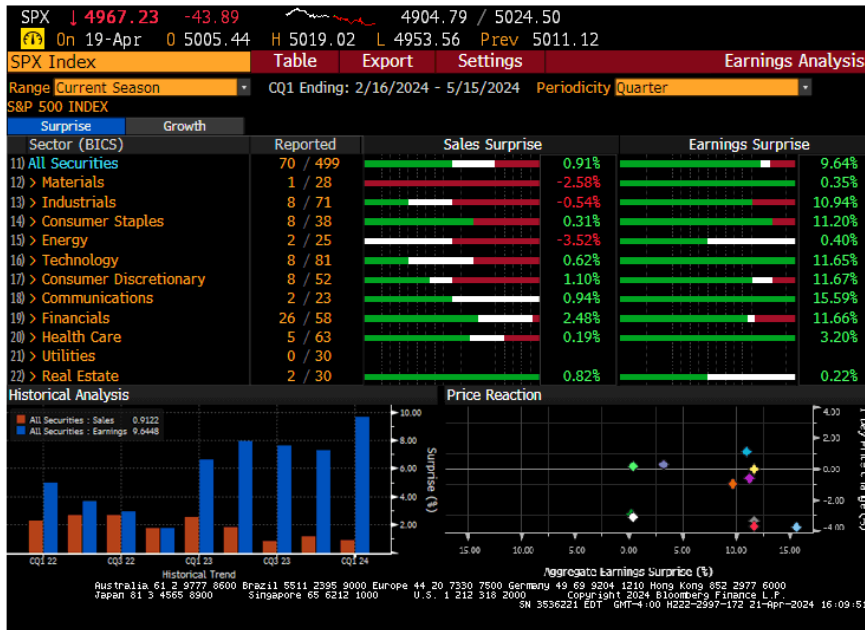 SPX ↓ 4967.23 -43.89 4904.79 / 5024.50
On 19-Apr O 5005.44 H 5019.02 L 4953.56 Prev 5011.12
SPX Index Table Export Settings Earnings Analysis
Range Current Season CQ1 Ending: 2/16/2024 - 5/15/2024 Periodicity Quarter
S&P 500 INDEX
Surprise Growth
Sector (BICS) Reported Sales Surprise Earnings Surprise
11) All Securities 70 / 499 0.91% 9.64%
12) > Materials 1 / 28 -2.58% 0.35%
13) > Industrials 8 / 71 -0.54% 10.94%
14) > Consumer Staples 8 / 38 0.31% 11.20%
15) > Energy 2 / 25 -3.52% 0.40%
16) > Technology 8 / 81 0.62% 11.65%
17) > Consumer Discretionary 8 / 52 1.10% 11.67%
18) > Communications 2 / 23 0.94% 15.59%
19) > Financials 26 / 58 2.48% 11.66%
20) > Health Care 5 / 63 0.19% 3.20%
21) > Utilities 0 / 30
22) > Real Estate 2 / 30 0.82% 0.22%
Historical Analysis
All Securities : Sales 0.9122
All Securities : Earnings 9.6448
10.00
8.00
6.00
4.00
2.00
Surprise (%)
CQ1 22 CQ3 22 CQ1 23 CQ3 23 CQ1 24
Historical Trend
Price Reaction
4.00
2.00
0.00
-2.00
-4.00
15.00 10.00 5.00 0.00 5.00 10.00 15.00
Aggregate Earnings Surprise (%)
Australia 61 2 9777 8600 Brazil 5511 2395 9000 Europe 44 20 7330 7500 Germany 49 69 9204 1210 Hong Kong 852 2977 6000
Japan 81 3 4565 8900 Singapore 65 6212 1000 U.S. 1 212 318 2000 Copyright 2024 Bloomberg Finance L.P.
SN 3536221 EDT GMT-4:00 H222-2997-172 21-Apr-2024 16:09:51